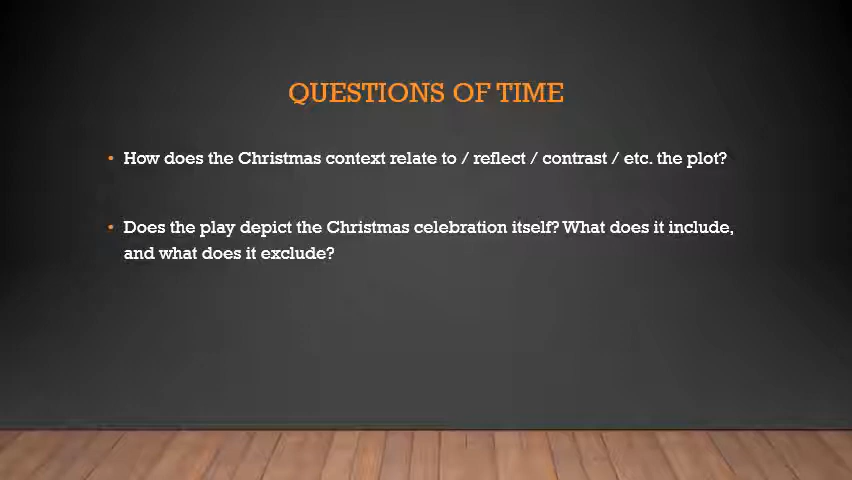 QUESTIONS OF TIME
• How does the Christmas context relate to / reflect / contrast / etc. the plot?
• Does the play depict the Christmas celebration itself? What does it include,
and what does it exclude?